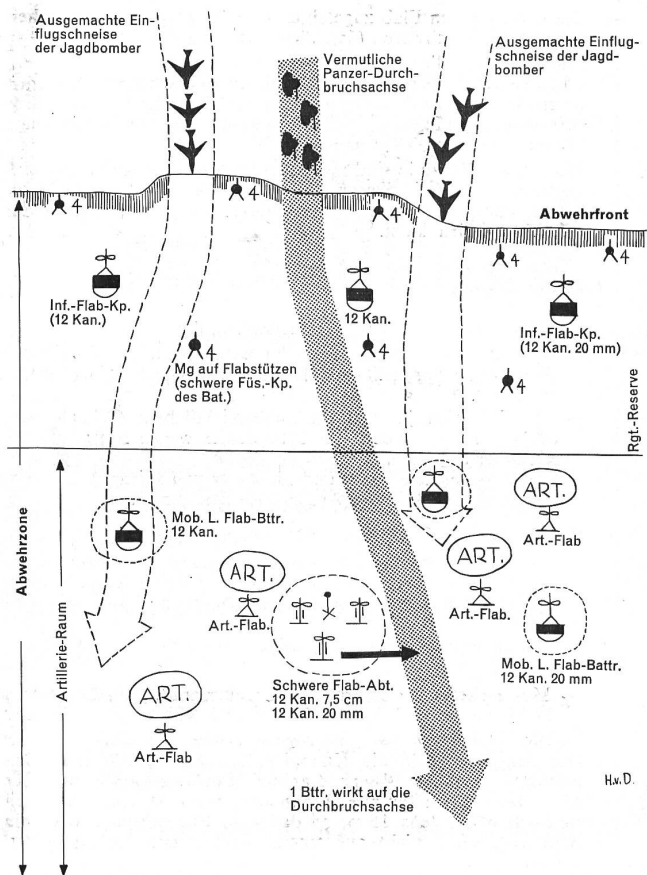 Ausgemachte Ein-
flugschneise
der Jagdbomber
Vermutliche
Panzer-Durch-
bruchsachse
Ausgemachte Einflug-
schneise der Jagd-
bomber
4
4
4
Abwehrfront
4
4
Inf.-Flab-Kp.
(12 Kan.)
12 Kan.
Inf.-Flab-Kp.
(12 Kan. 20 mm)
4
Mg auf Flabstützen
(schwere Füs.-Kp.
des Bat.)
4
4
Rgt.-Reserve
Abwehrzone
Artillerie-Raum
Mob. L. Flab-Bttr.
12 Kan.
ART.
Art.-Flab
ART.
Art.-Flab.
ART.
Art.-Flab.
Mob. L. Flab-Battr.
12 Kan. 20 mm
Schwere Flab-Abt.
12 Kan. 7,5 cm
12 Kan. 20 mm
ART.
Art.-Flab
1 Bttr. wirkt auf die
Durchbruchsachse
H.v.D.